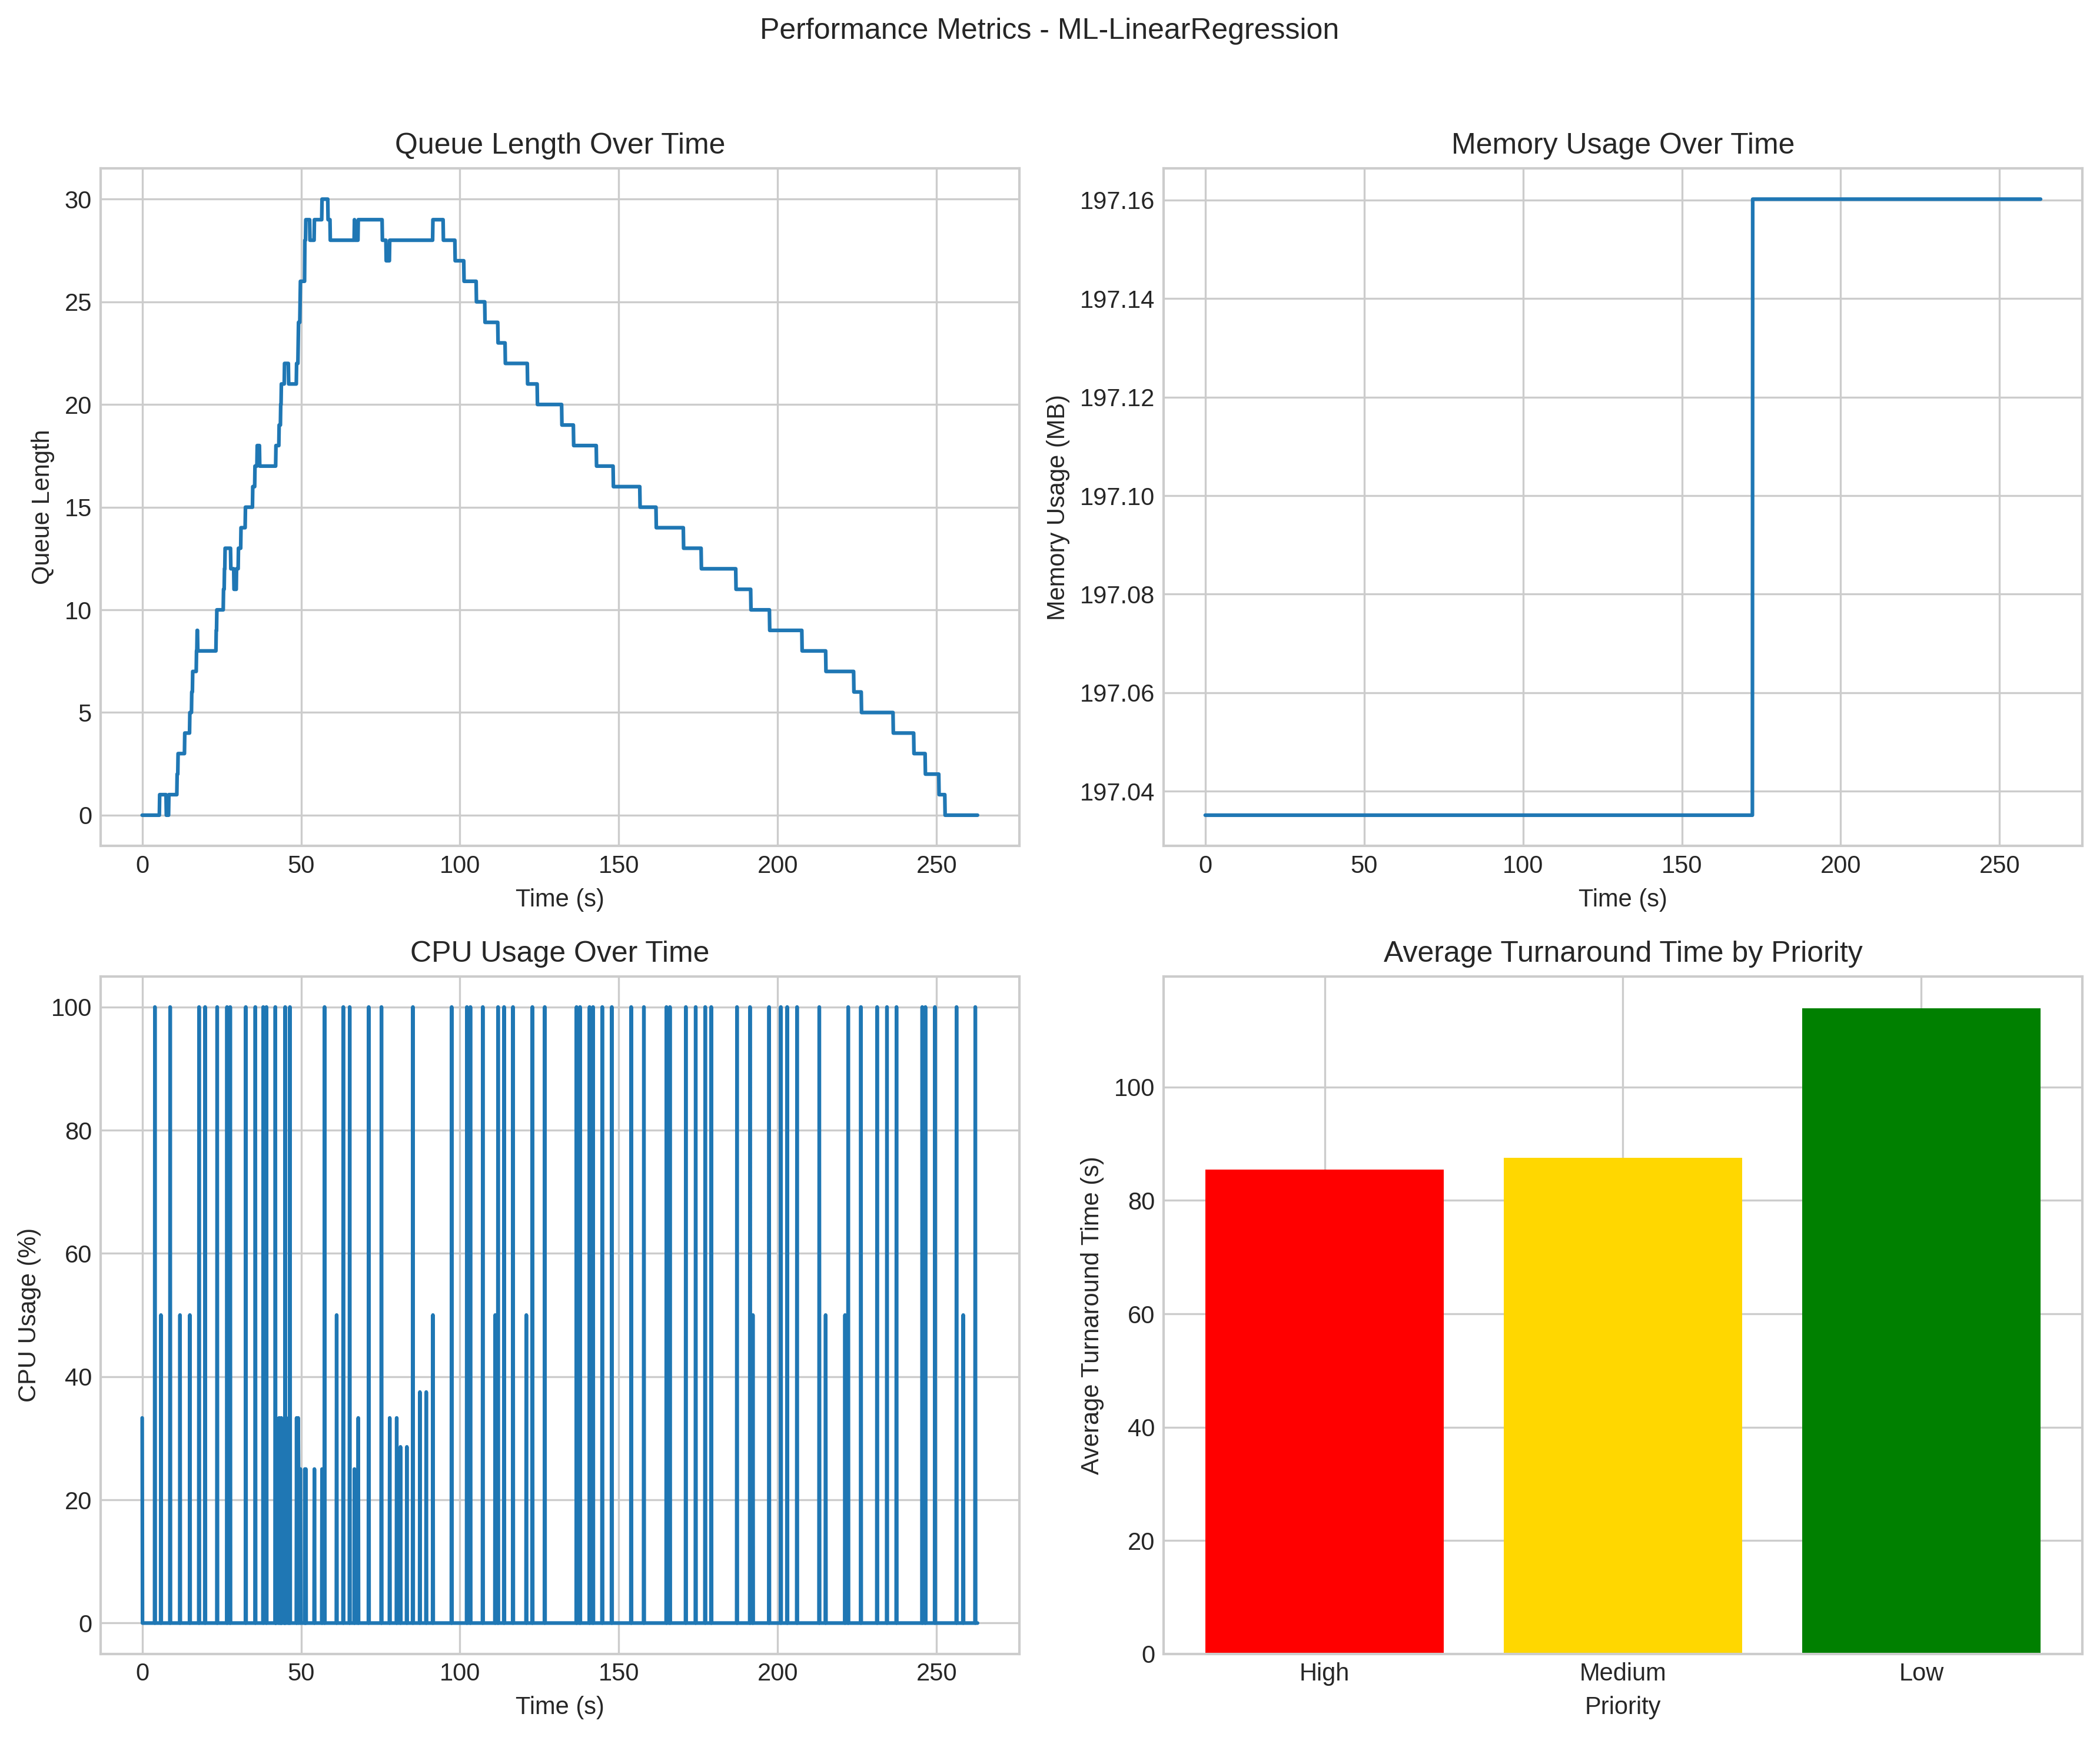 Performance Metrics - ML-LinearRegression
Queue Length Over Time
Queue Length
30
25
20
15
10
5
0
0 50 100 150 200 250
Time (s)
Memory Usage Over Time
Memory Usage (MB)
197.16
197.14
197.12
197.10
197.08
197.06
197.04
0 50 100 150 200 250
Time (s)
CPU Usage Over Time
CPU Usage (%)
100
80
60
40
20
0
0 50 100 150 200 250
Time (s)
Average Turnaround Time by Priority
Average Turnaround Time (s)
100
80
60
40
20
0
High Medium Low
Priority